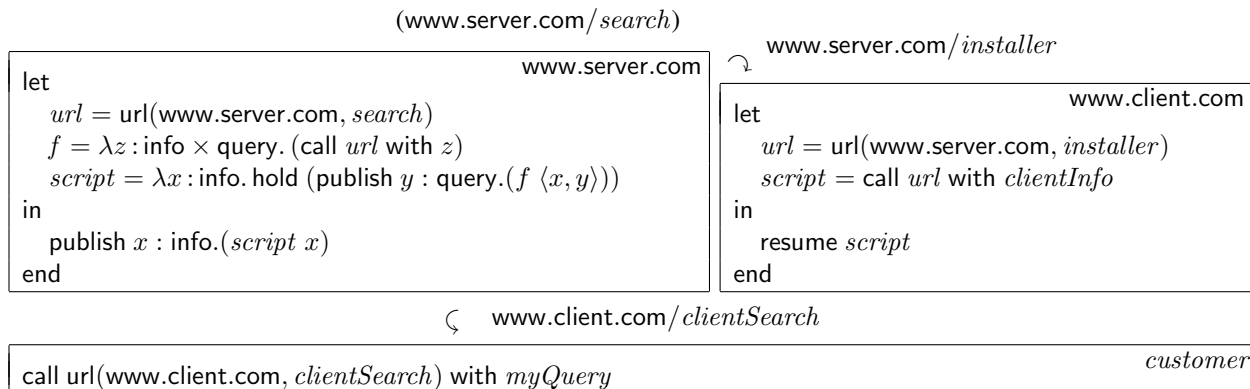 (www.server.com/search)
www.server.com/installer
www.server.com
let
url = url(www.server.com, search)
f = λz : info × query. (call url with z)
script = λx : info. hold (publish y : query.(f ⟨x, y⟩))
in
publish x : info.(script x)
end
www.client.com
let
url = url(www.server.com, installer)
script = call url with clientInfo
in
resume script
end
www.client.com/clientSearch
customer
call url(www.client.com, clientSearch) with myQuery